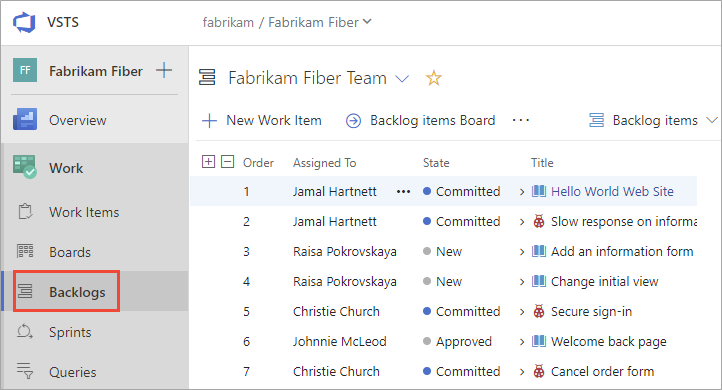 VSTS
fabrikam / Fabrikam Fiber
FF Fabrikam Fiber
Overview
Work
Work Items
Boards
Backlogs
Sprints
Queries
Fabrikam Fiber Team
New Work Item Backlog items Board ... Backlog items
Order Assigned To State Title
1 Jamal Hartnett ... Committed Hello World Web Site
2 Jamal Hartnett Committed Slow response on informa
3 Raisa Pokrovskaya New Add an information form
4 Raisa Pokrovskaya New Change initial view
5 Christie Church Committed Secure sign-in
6 Johnnie McLeod Approved Welcome back page
7 Christie Church Committed Cancel order form